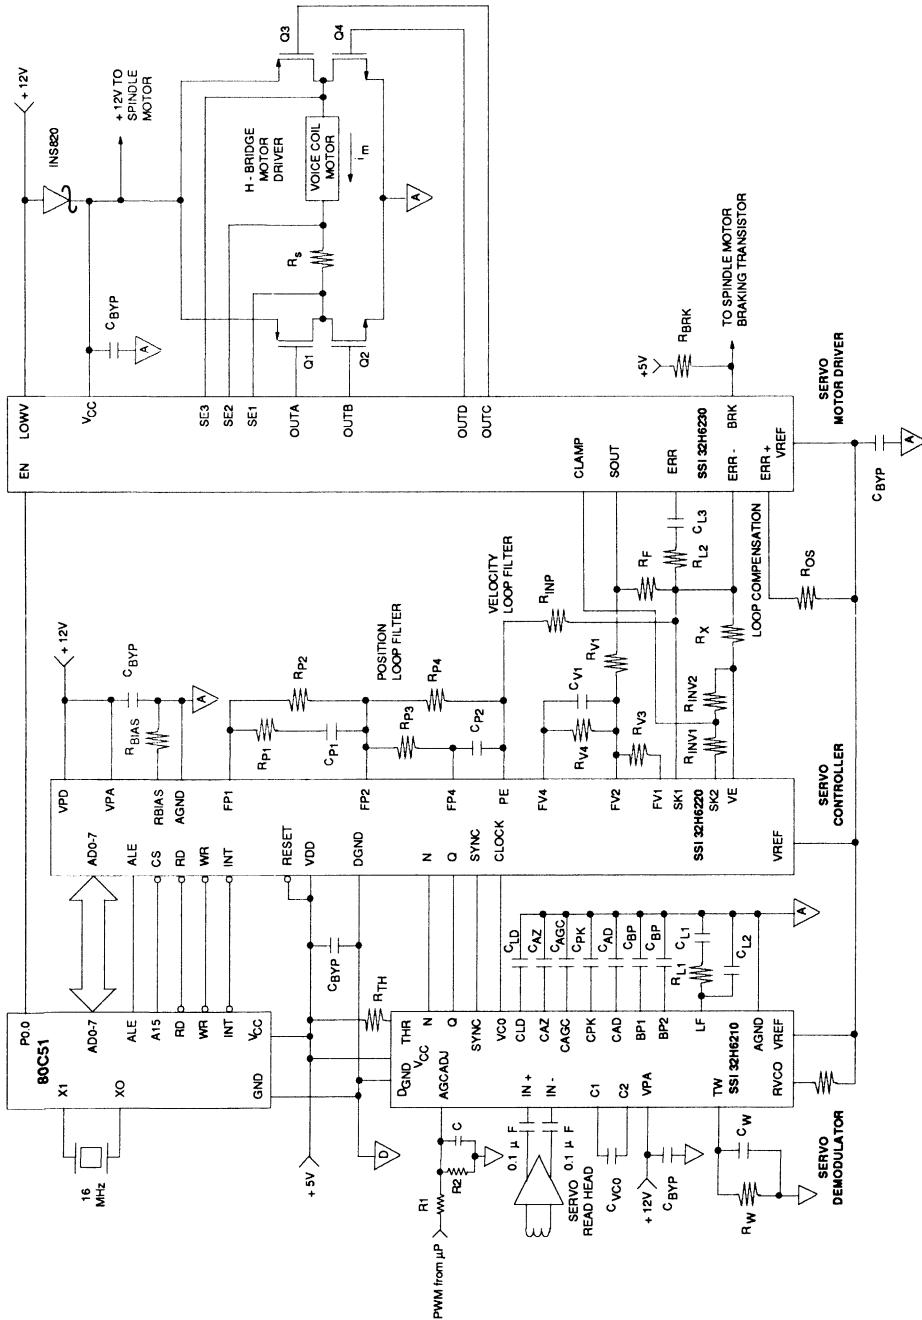 16
MHz
X1
XO
80C51
P0.0
AD0-7
ALE
A15
RD
WR
INT
VCC
GND
+5V
D
CBYP
RTH
PWM from µP
R1
R2
C
0.1 µF
0.1 µF
SERVO
READ HEAD
CVCO
+12V
CBYP
RW
CW
SERVO
DEMODULATOR
DGND
VCC
AGCADJ
IN +
IN -
C1
C2
VPA
TW
RVCO
THR
N
Q
SYNC
VCO
CLD
CAZ
CAGC
CPK
CAD
BP1
BP2
LF
AGND
VREF
SSI 32H6210
CLD
CAZ
CAGC
CPK
CAD
CBP
CBP
RL1
CL1
CL2
A
AD0-7
ALE
CS
RD
WR
INT
RESET
VDD
DGND
N
Q
SYNC
CLOCK
VPD
VPA
RBIAS
AGND
FP1
FP2
FP4
PE
FV4
FV2
FV1
SK1
SK2
VE
VREF
SSI 32H6220
SERVO
CONTROLLER
+12V
CBYP
RBIAS
A
RP1
CP1
RP2
POSITION
LOOP FILTER
RP3
CP2
RP4
VELOCITY
LOOP FILTER
RINP
RV4
CV1
RV1
RV3
RF
RL2
CL3
RINV1
RINV2
RX
LOOP COMPENSATION
ROS
EN
LOWV
VCC
SE3
SE2
SE1
OUTA
OUTB
OUTD
OUTC
CLAMP
SOUT
ERR
ERR -
ERR +
BRK
VREF
SSI 32H6230
SERVO
MOTOR DRIVER
CBYP
A
+12V
INS820
+12V TO
SPINDLE
MOTOR
CBYP
A
H - BRIDGE
MOTOR
DRIVER
Q3
Q4
VOICE COIL
MOTOR
im
Rs
Q1
Q2
A
+5V
RBRK
TO SPINDLE MOTOR
BRAKING TRANSISTOR